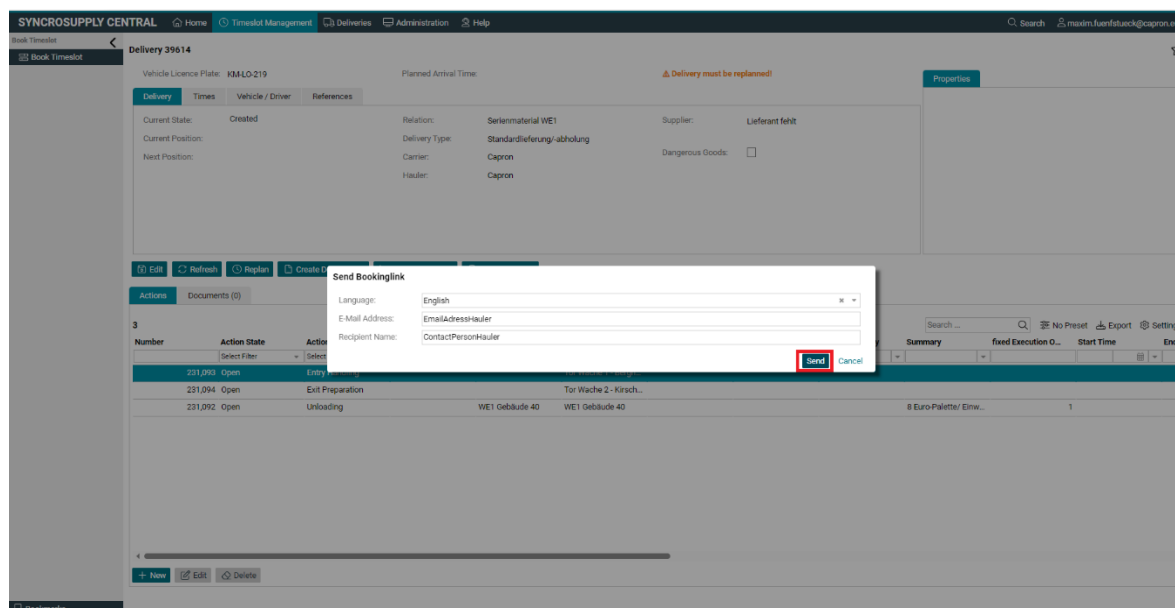 SYNCROSUPPLY CENTRAL Home Timeslot Management Deliveries Administration Help Search maxim.fuenfstueck@capron.e
Book Timeslot
Book Timeslot
Delivery 39614
Vehicle Licence Plate: KM-LO-219 Planned Arrival Time: Delivery must be replanned!
Properties
Delivery Times Vehicle / Driver References
Current State: Created Relation: Serienmaterial WE1 Supplier: Lieferant fehlt
Current Position: Delivery Type: Standardlieferung/-abholung
Next Position: Carrier: Capron Dangerous Goods:
Hauler: Capron
Edit Refresh Replan Create D
Send Bookinglink
Language: English
E-Mail Address: EmailAdressHauler
Recipient Name: ContactPersonHauler
Send Cancel
Actions Documents (0)
3 Search ... No Preset Export Setting
Number Action State Action Summary fixed Execution O... Start Time End
Select Filter Select
231,093 Open Entry
231,094 Open Exit Preparation Tor Wache 2 - Kirsch...
231,092 Open Unloading WE1 Gebäude 40 WE1 Gebäude 40 8 Euro-Palette/ Einw... 1
New Edit Delete